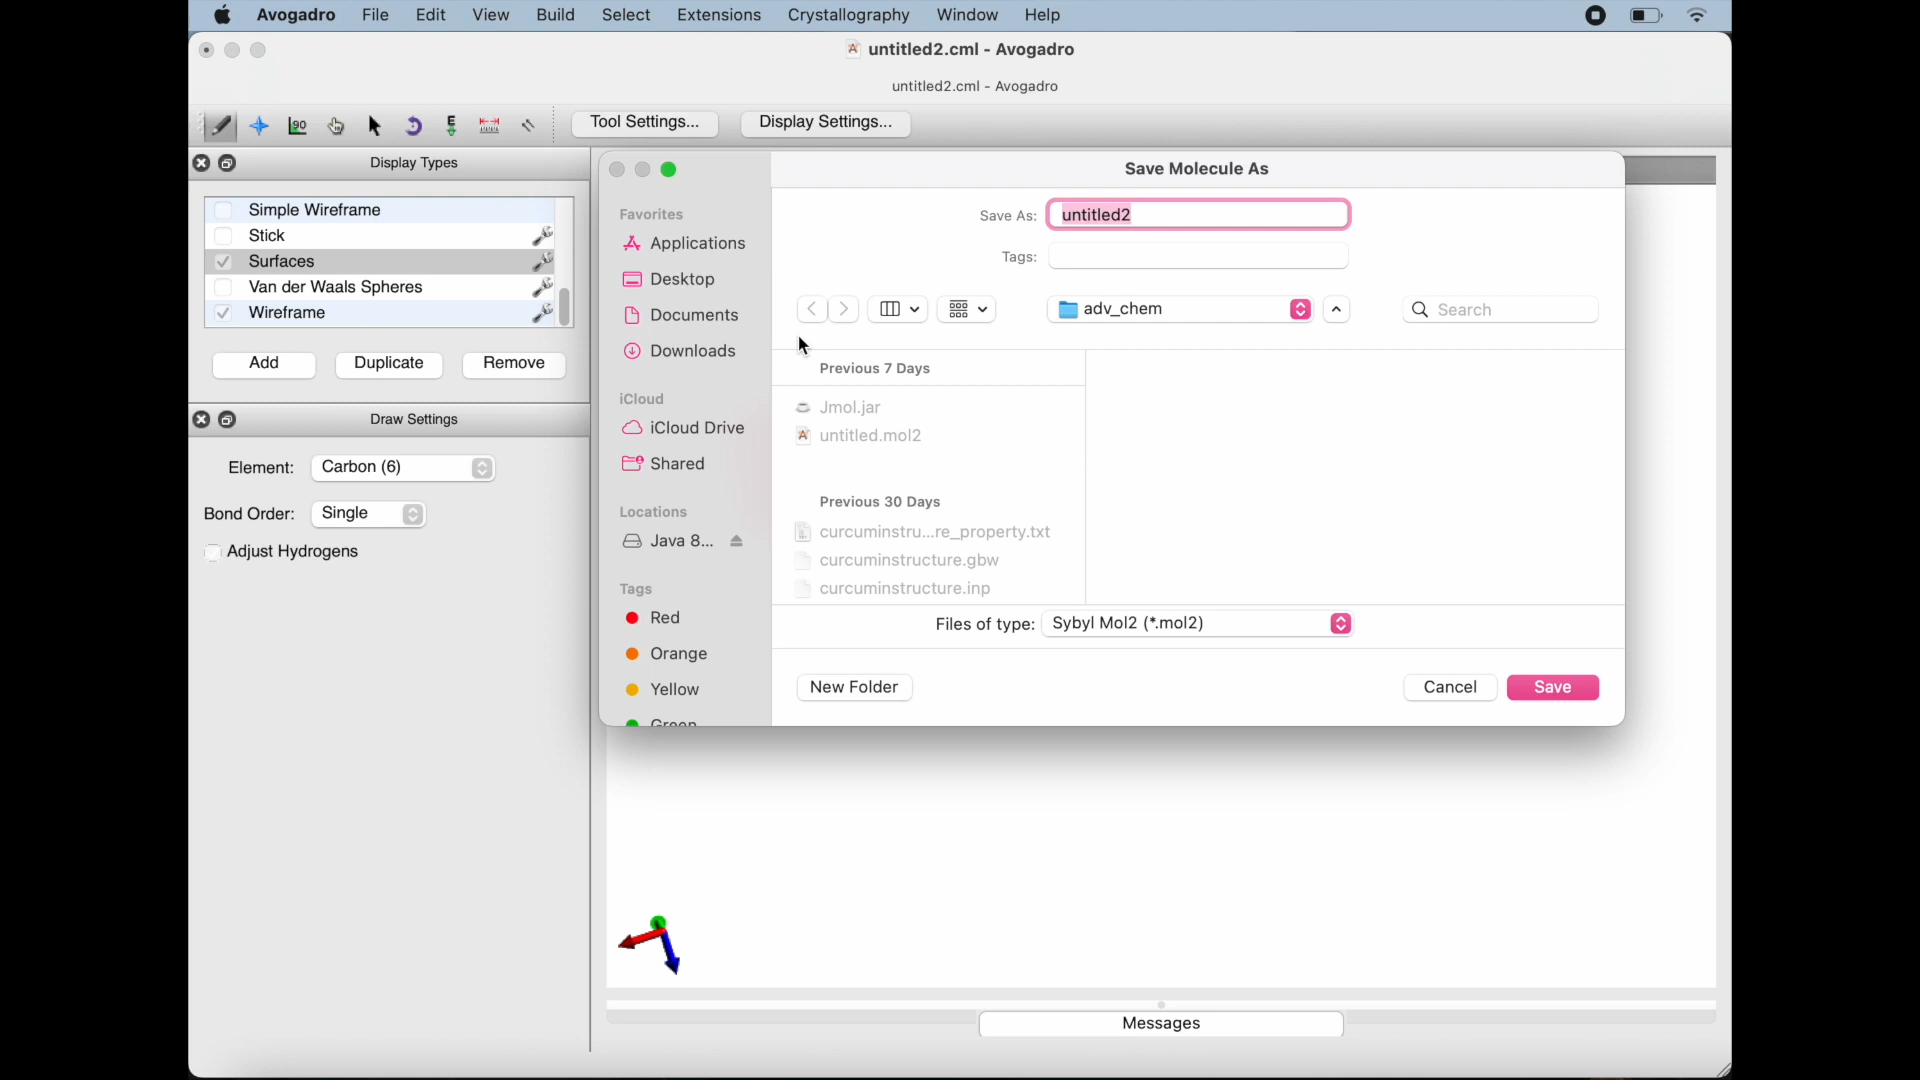 Avogadro File Edit View Build Select Extensions Crystallography Window Help
untitled2.cml - Avogadro
untitled2.cml - Avogadro
90 E Tool Settings... Display Settings...
Display Types
Simple Wireframe
Stick
Surfaces
Van der Waals Spheres
Wireframe
Add Duplicate Remove
Draw Settings
Element: Carbon (6)
Bond Order: Single
Adjust Hydrogens
Save Molecule As
Favorites
Applications
Desktop
Documents
Downloads
iCloud
iCloud Drive
Shared
Locations
Java 8...
Tags
Red
Orange
Yellow
Green
Save As: untitled2
Tags:
adv_chem
Search
Previous 7 Days
Jmol.jar
untitled.mol2
Previous 30 Days
curcuminstru...re_property.txt
curcuminstructure.gbw
curcuminstructure.inp
Files of type: Sybyl Mol2 (*.mol2)
New Folder Cancel Save
Messages